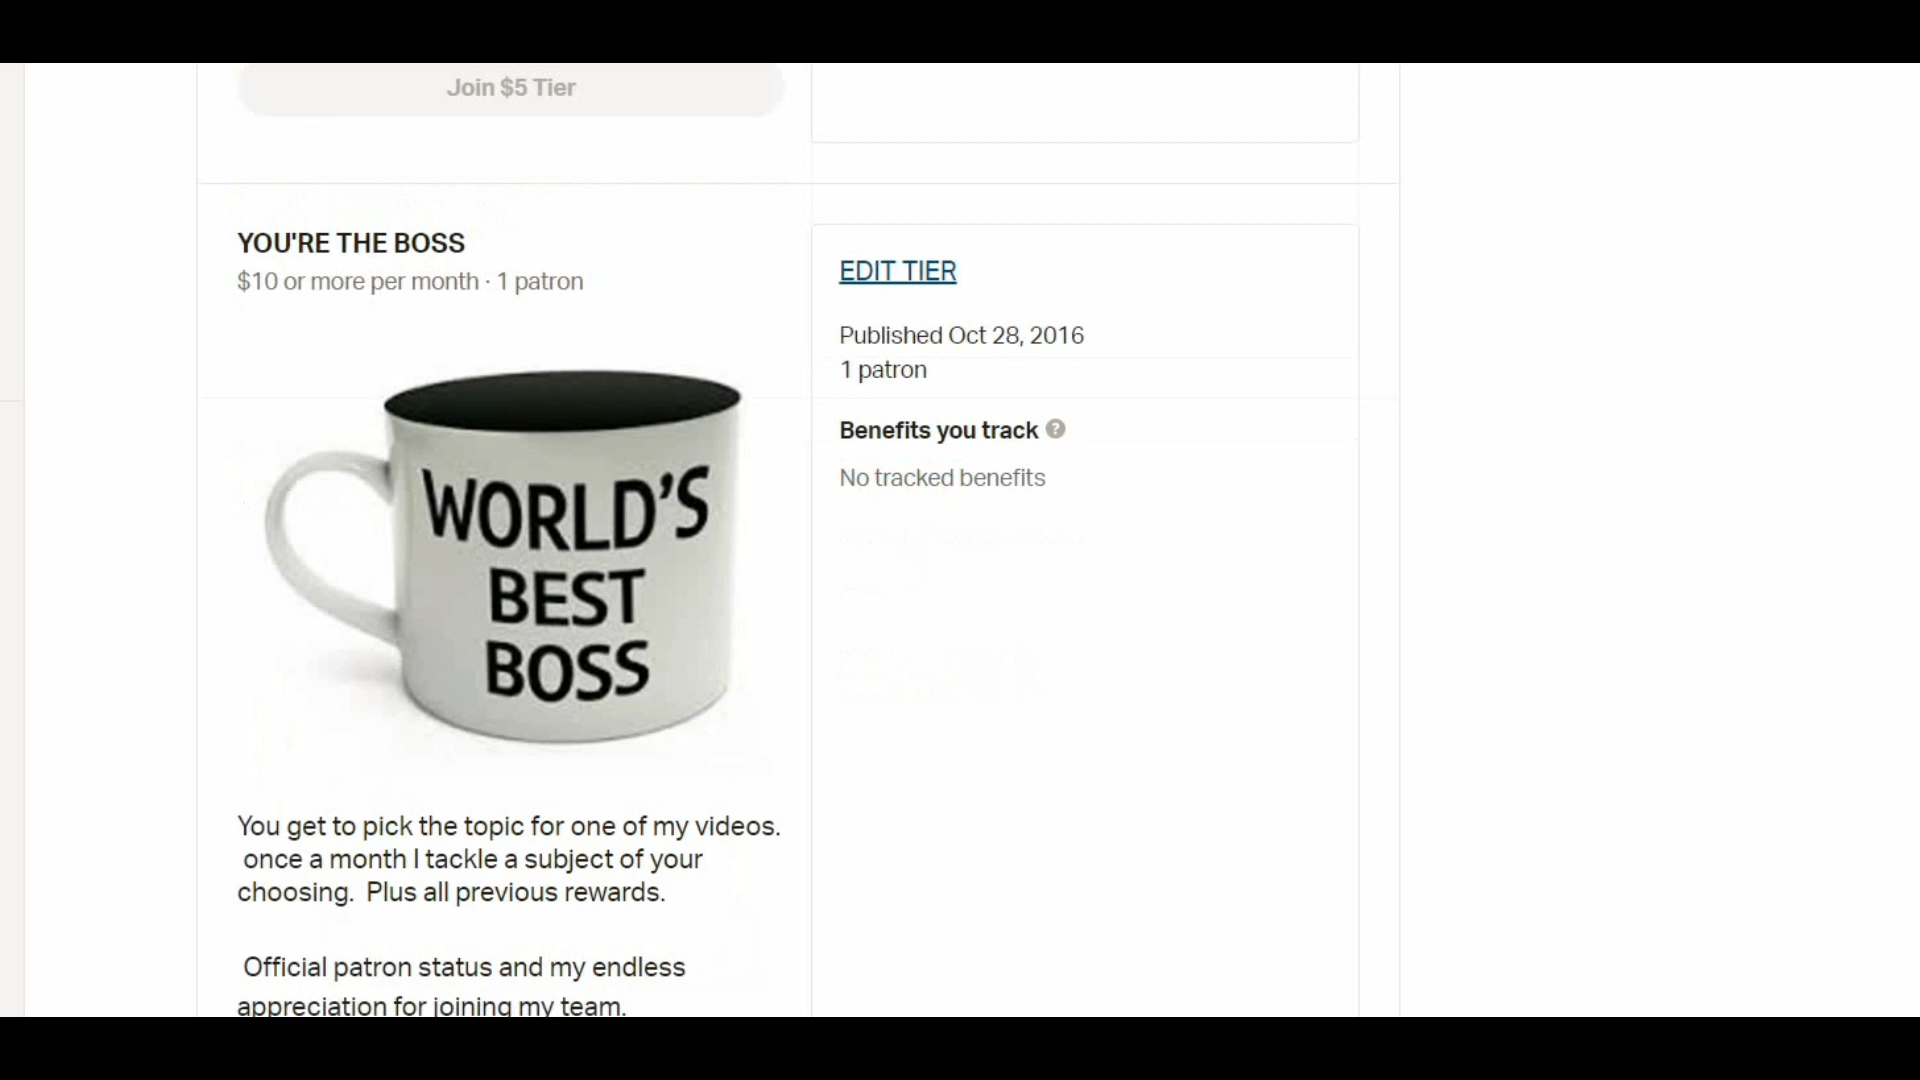 Join $5 Tier
YOU'RE THE BOSS
$10 or more per month · 1 patron
WORLD'S
BEST
BOSS
You get to pick the topic for one of my videos.
once a month I tackle a subject of your
choosing. Plus all previous rewards.
Official patron status and my endless
appreciation for joining my team.
EDIT TIER
Published Oct 28, 2016
1 patron
Benefits you track ?
No tracked benefits